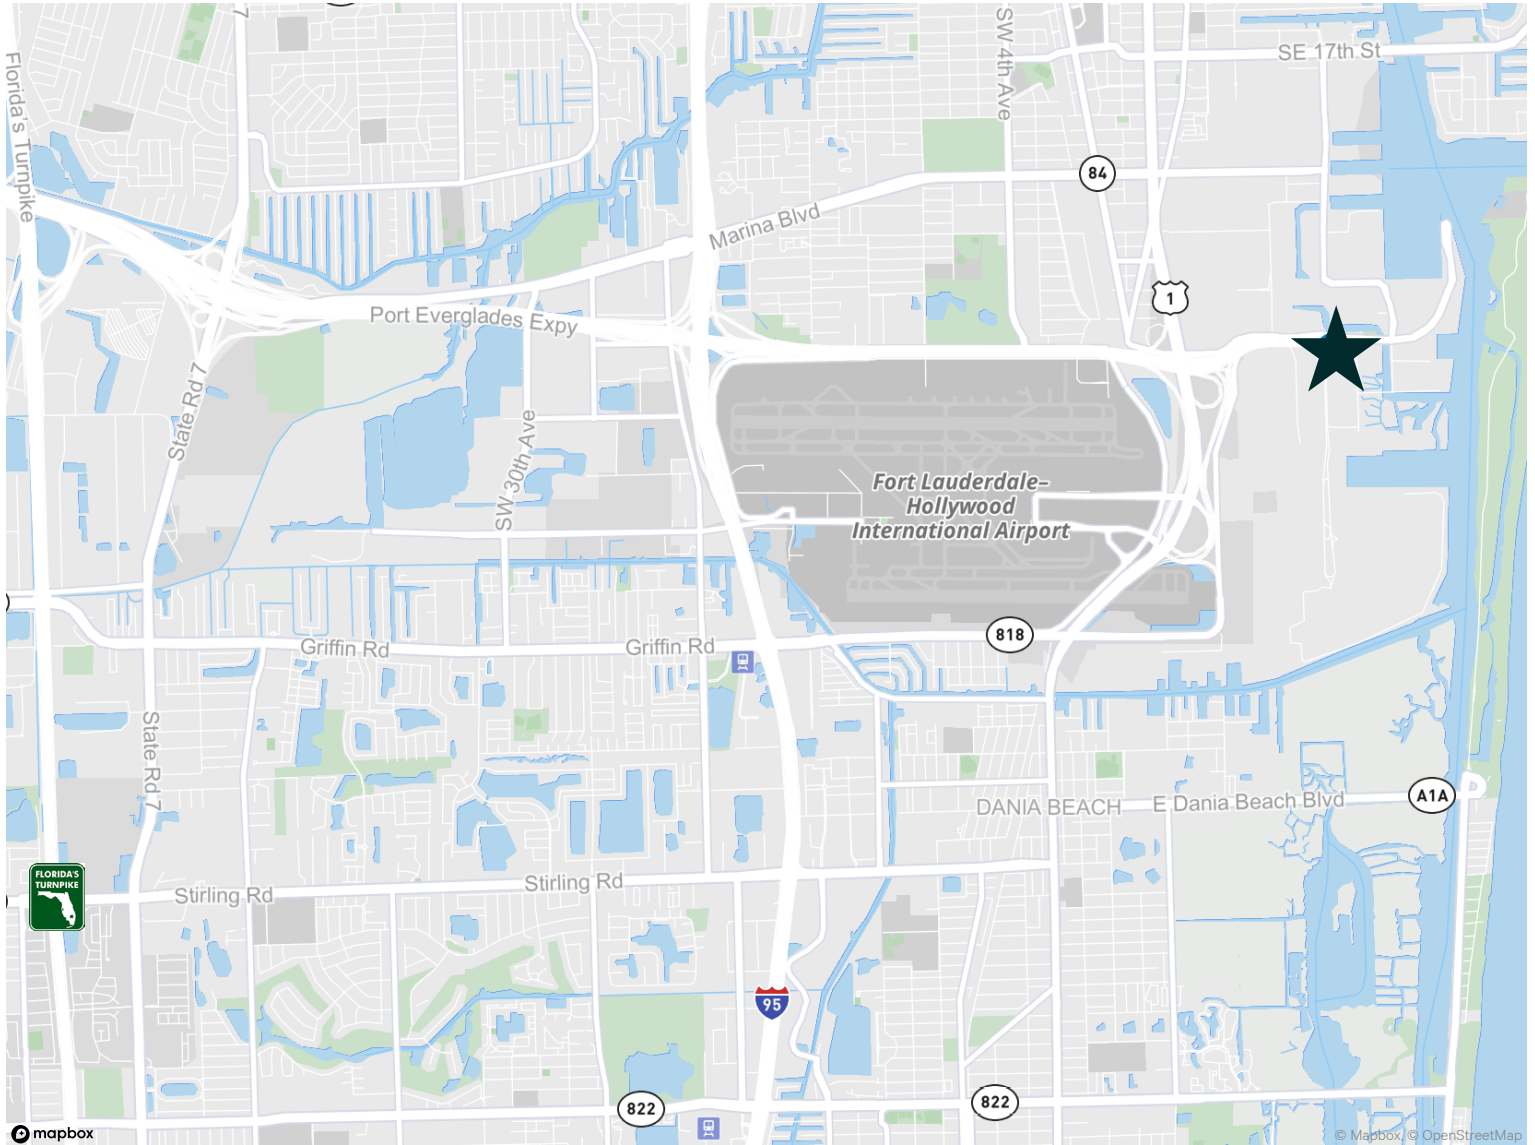 7
Florida's Turnpike
SW 4th Ave
SE 17th St
84
Marina Blvd
1
Port Everglades Expy
State Rd 7
SW 30th Ave
Fort Lauderdale–
Hollywood
International Airport
818
Griffin Rd
Griffin Rd
State Rd 7
DANIA BEACH
E Dania Beach Blvd
A1A
FLORIDA'S
TURNPIKE
Stirling Rd
Stirling Rd
95
822
822
mapbox
© Mapbox, © OpenStreetMap